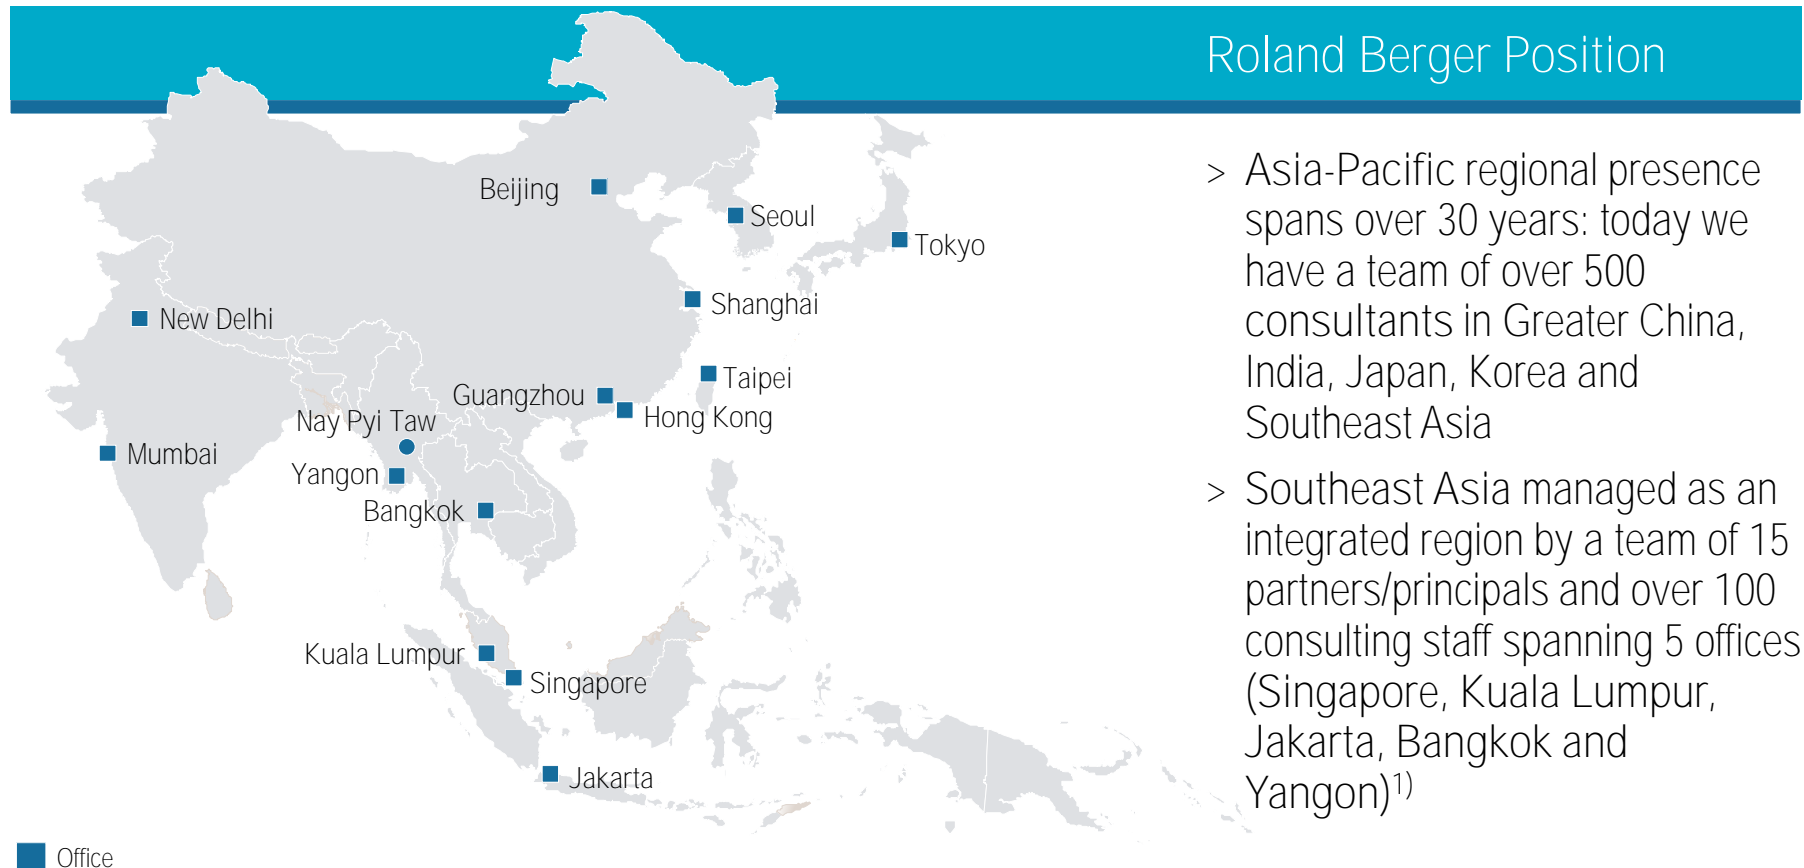 Roland Berger Position
Beijing
Seoul
Tokyo
Shanghai
New Delhi
Taipei
Guangzhou
Hong Kong
Nay Pyi Taw
Mumbai
Yangon
Bangkok
Kuala Lumpur
Singapore
Jakarta
Office
> Asia-Pacific regional presence
spans over 30 years: today we
have a team of over 500
consultants in Greater China,
India, Japan, Korea and
Southeast Asia
> Southeast Asia managed as an
integrated region by a team of 15
partners/principals and over 100
consulting staff spanning 5 offices
(Singapore, Kuala Lumpur,
Jakarta, Bangkok and
Yangon)1)